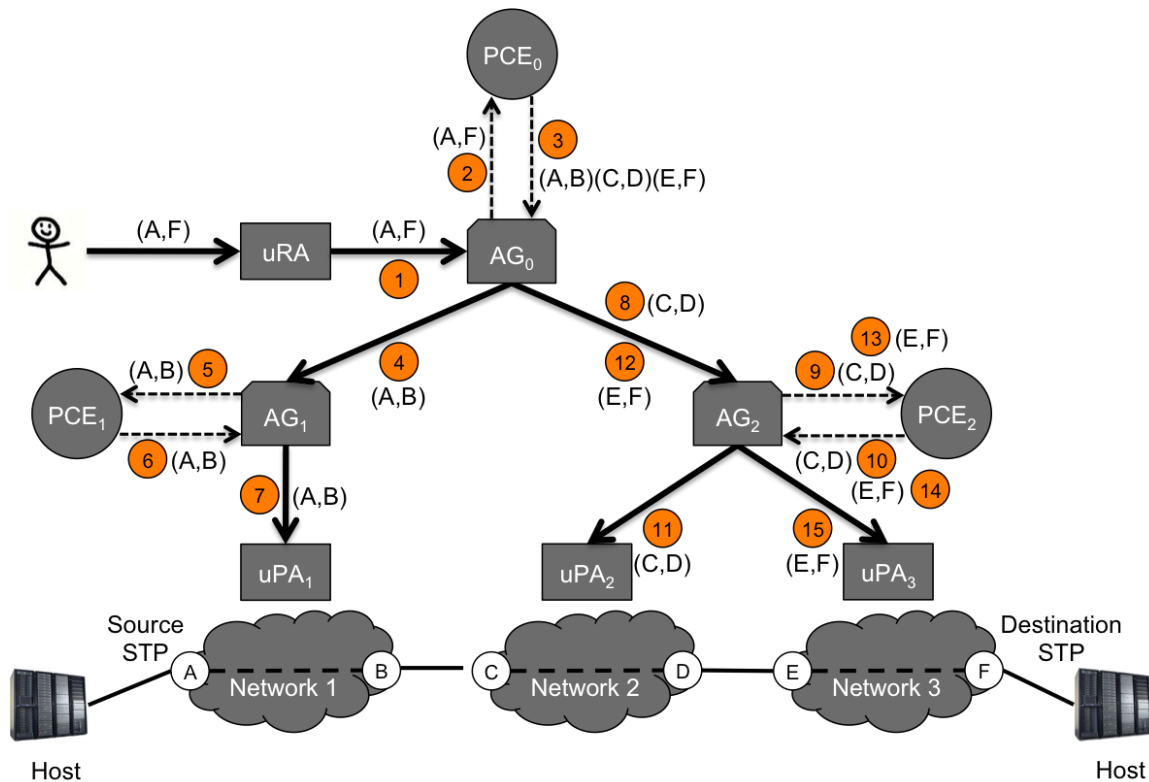 PCE0
(A,F)
2
3
(A,B)(C,D)(E,F)
(A,F)
uRA
(A,F)
1
AG0
8
(C,D)
4
(A,B)
12
(E,F)
13
(E,F)
9
(C,D)
(A,B)
5
PCE1
6
(A,B)
AG1
AG2
PCE2
(C,D)
10
(E,F)
14
7
(A,B)
11
(C,D)
15
(E,F)
uPA1
uPA2
uPA3
Source
STP
Destination
STP
A
B
C
D
E
F
Network 1
Network 2
Network 3
Host
Host